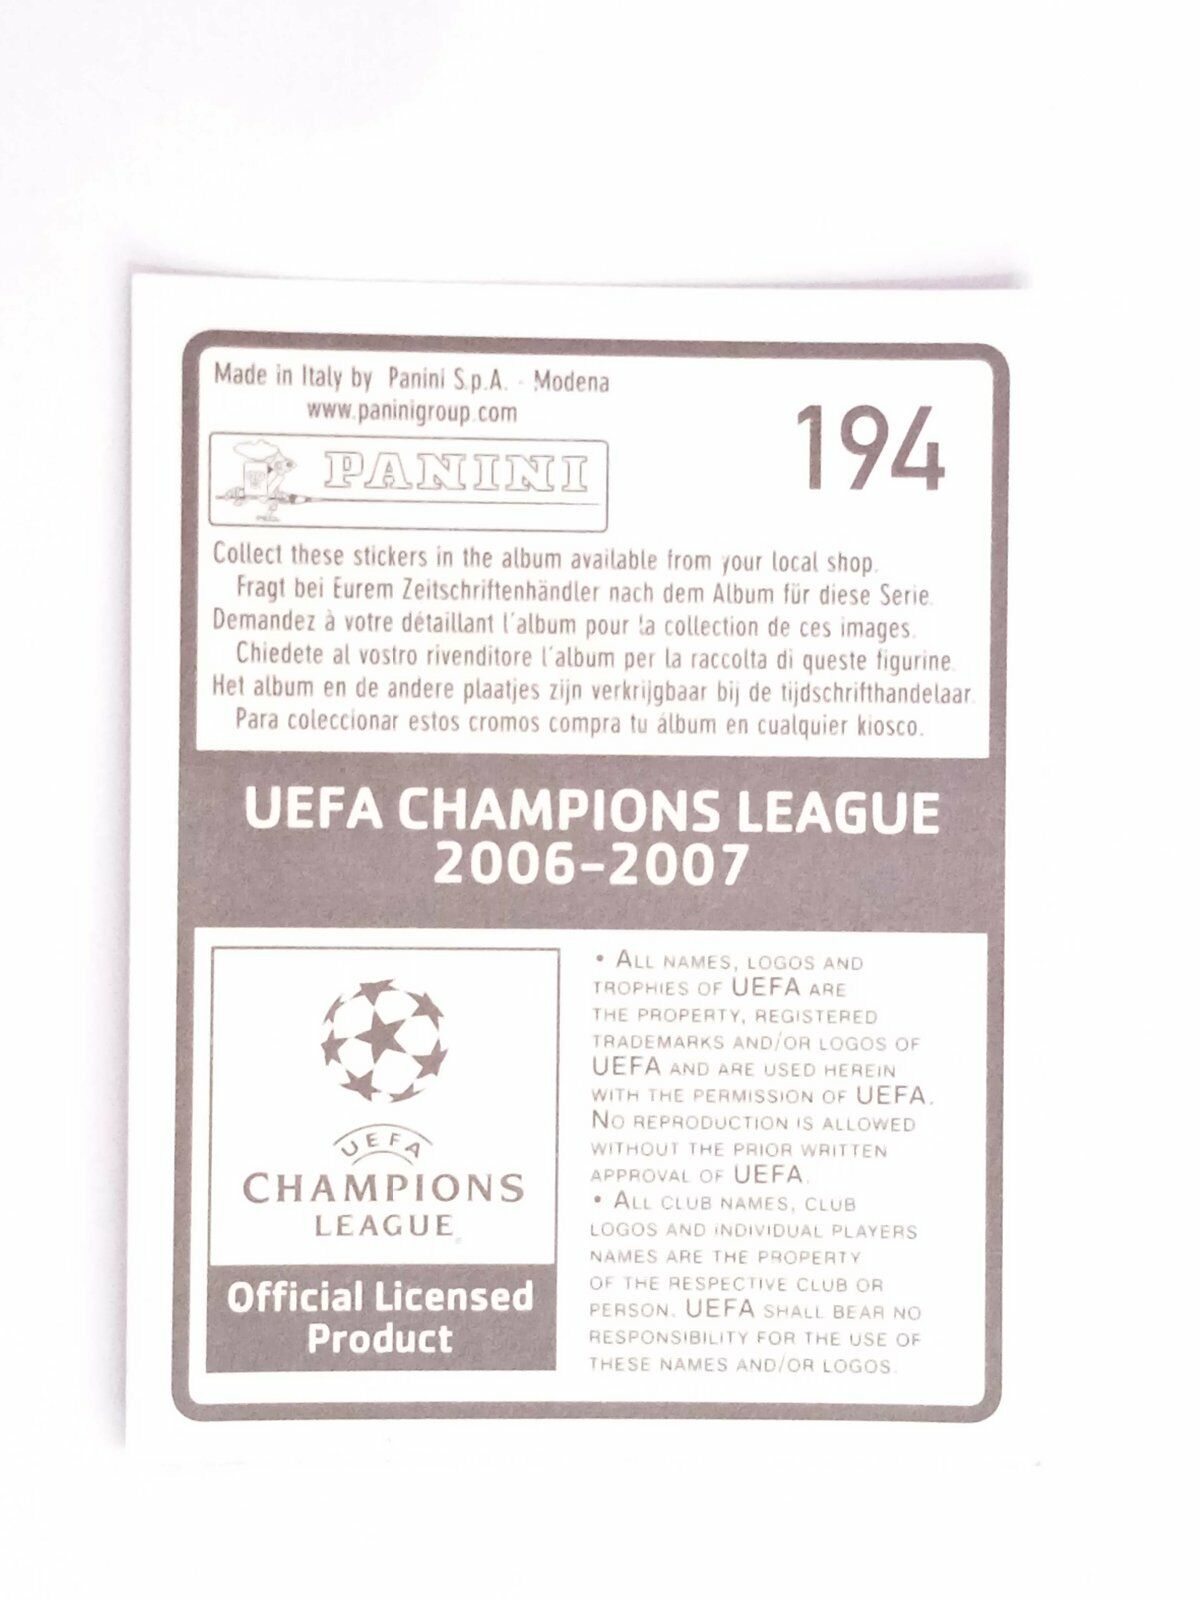 Made in Italy by Panini S.p.A. - Modena
www.paninigroup.com
194
PANINI
Collect these stickers in the album available from your local shop.
Fragt bei Eurem Zeitschriftenhändler nach dem Album für diese Serie.
Demandez à votre détaillant l'album pour la collection de ces images.
Chiedete al vostro rivenditore l'album per la raccolta di queste figurine.
Het album en de andere plaatjes zijn verkrijgbaar bij de tijdschrifthandelaar.
Para coleccionar estos cromos compra tu álbum en cualquier kiosco.
UEFA CHAMPIONS LEAGUE
2006-2007
UEFA
CHAMPIONS
LEAGUE
Official Licensed
Product
• ALL NAMES, LOGOS AND
TROPHIES OF UEFA ARE
THE PROPERTY, REGISTERED
TRADEMARKS AND/OR LOGOS OF
UEFA AND ARE USED HEREIN
WITH THE PERMISSION OF UEFA.
NO REPRODUCTION IS ALLOWED
WITHOUT THE PRIOR WRITTEN
APPROVAL OF UEFA.
• ALL CLUB NAMES, CLUB
LOGOS AND INDIVIDUAL PLAYERS
NAMES ARE THE PROPERTY
OF THE RESPECTIVE CLUB OR
PERSON. UEFA SHALL BEAR NO
RESPONSIBILITY FOR THE USE OF
THESE NAMES AND/OR LOGOS.